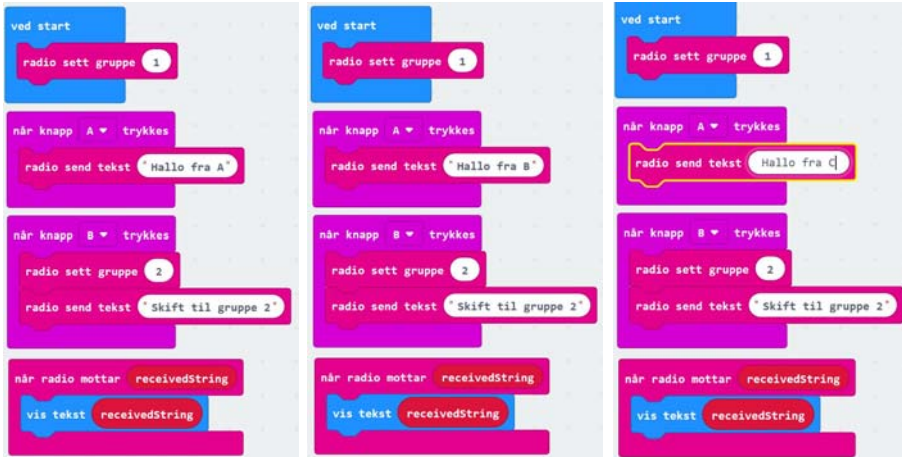 ved start
radio sett gruppe 1
når knapp A trykkes
radio send tekst "Hallo fra A"
når knapp B trykkes
radio sett gruppe 2
radio send tekst "Skift til gruppe 2"
når radio mottar receivedString
vis tekst receivedString
ved start
radio sett gruppe 1
når knapp A trykkes
radio send tekst "Hallo fra B"
når knapp B trykkes
radio sett gruppe 2
radio send tekst "Skift til gruppe 2"
når radio mottar receivedString
vis tekst receivedString
ved start
radio sett gruppe 1
når knapp A trykkes
radio send tekst Hallo fra C
når knapp B trykkes
radio sett gruppe 2
radio send tekst "Skift til gruppe 2"
når radio mottar receivedString
vis tekst receivedString